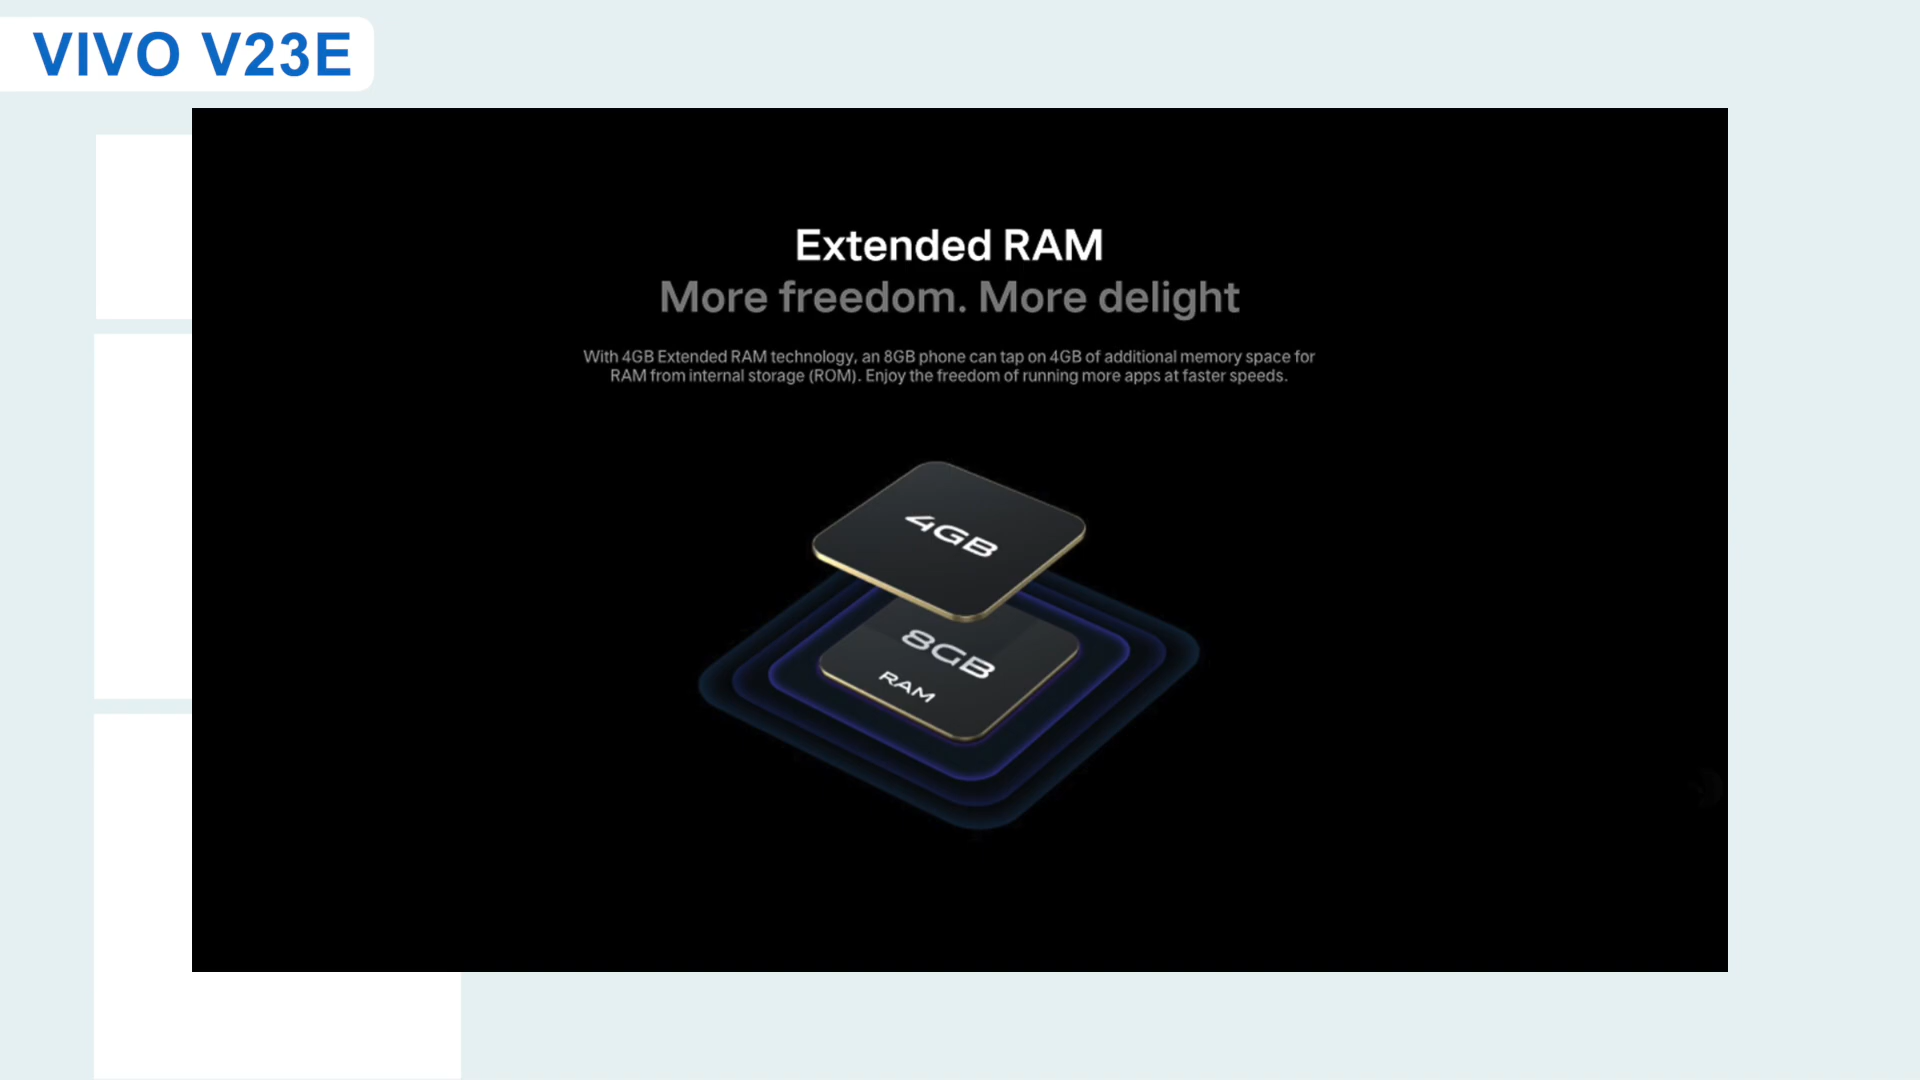 VIVO V23E
Extended RAM
More freedom. More delight
With 4GB Extended RAM technology, an 8GB phone can tap on 4GB of additional memory space for
RAM from internal storage (ROM). Enjoy the freedom of running more apps at faster speeds.
4GB
8GB
RAM